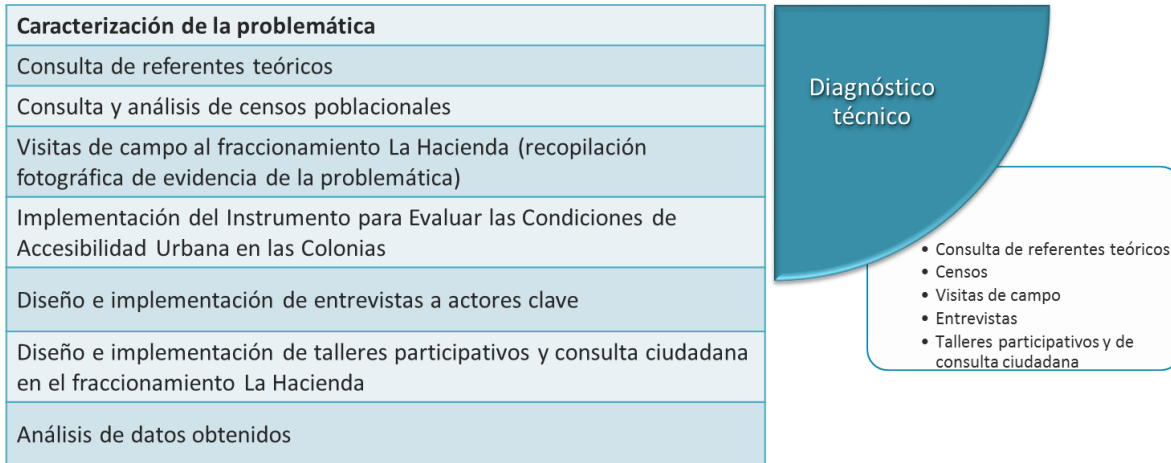 Caracterización de la problemática
Consulta de referentes teóricos
Consulta y análisis de censos poblacionales
Visitas de campo al fraccionamiento La Hacienda (recopilación
fotográfica de evidencia de la problemática)
Implementación del Instrumento para Evaluar las Condiciones de
Accesibilidad Urbana en las Colonias
Diseño e implementación de entrevistas a actores clave
Diseño e implementación de talleres participativos y consulta ciudadana
en el fraccionamiento La Hacienda
Análisis de datos obtenidos
Diagnóstico
técnico
• Consulta de referentes teóricos
• Censos
• Visitas de campo
• Entrevistas
• Talleres participativos y de
consulta ciudadana